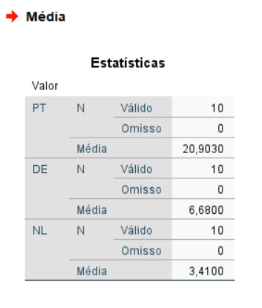 Média
Estatísticas
Valor
PT N Válido 10
Omisso 0
Média 20,9030
DE N Válido 10
Omisso 0
Média 6,6800
NL N Válido 10
Omisso 0
Média 3,4100